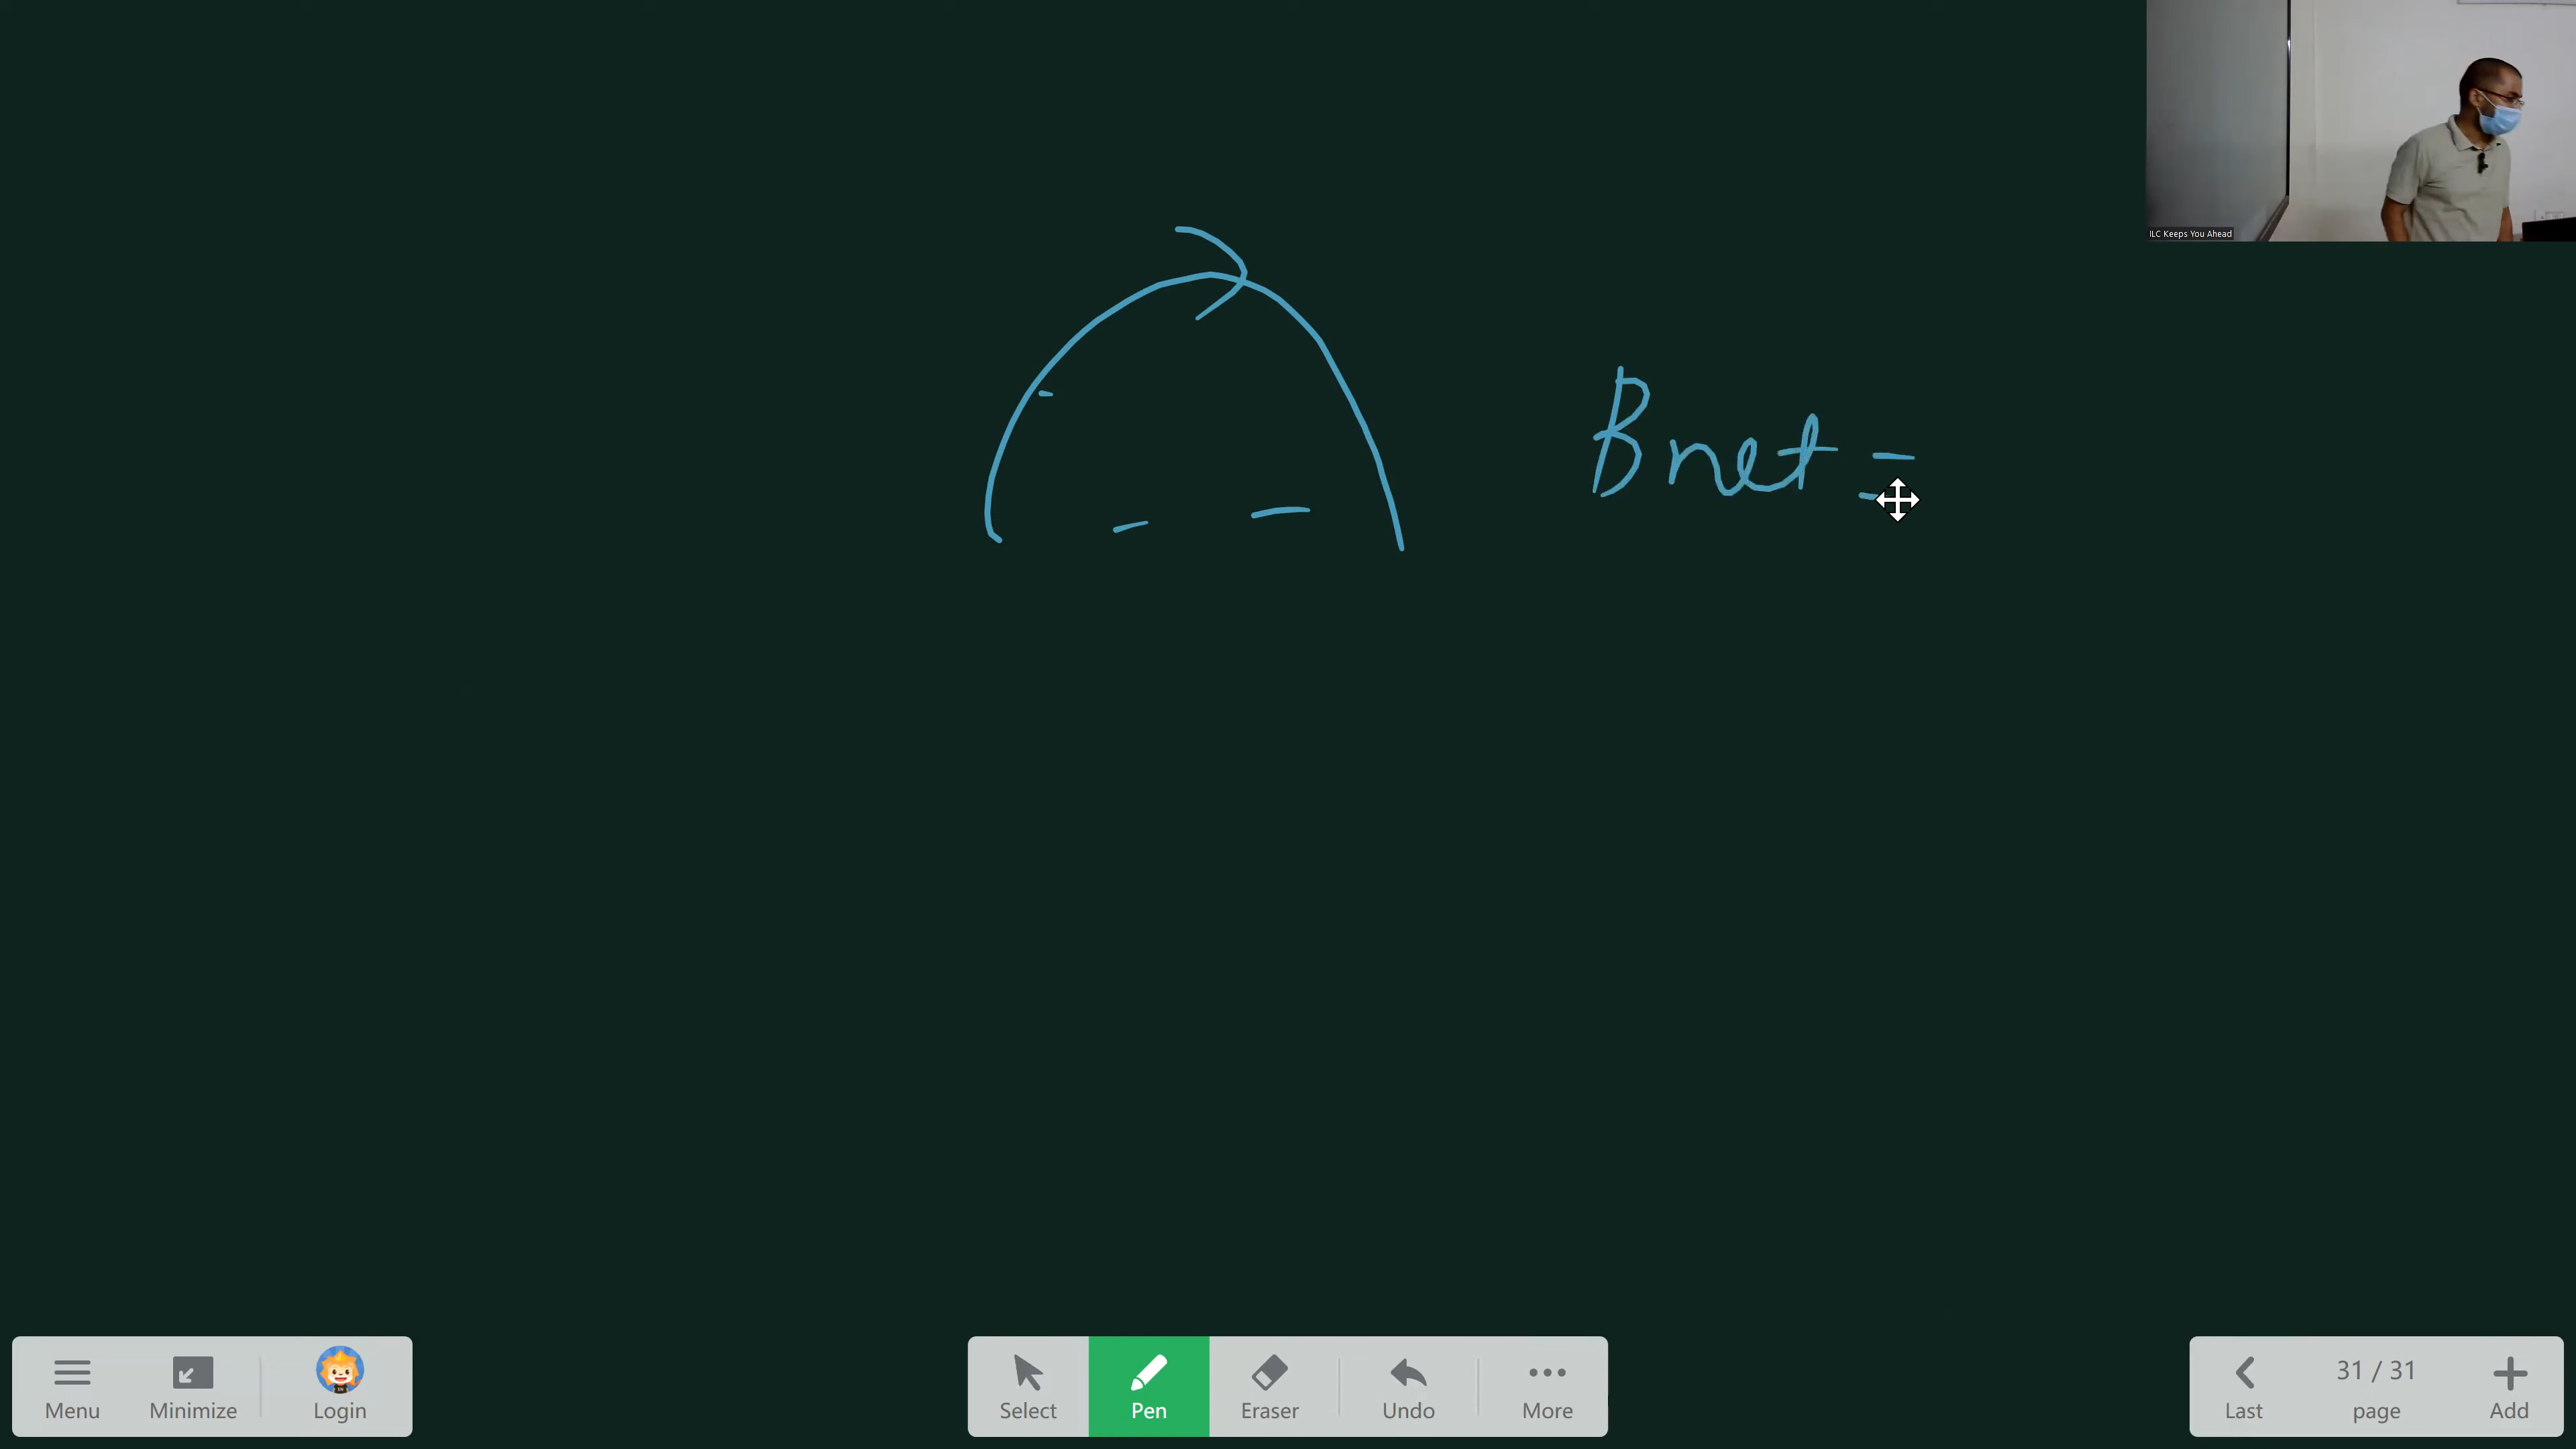 ILC Keeps You Ahead
Bnet =
Menu
Minimize
Login
Select
Pen
Eraser
Undo
More
Last
31 / 31
page
Add